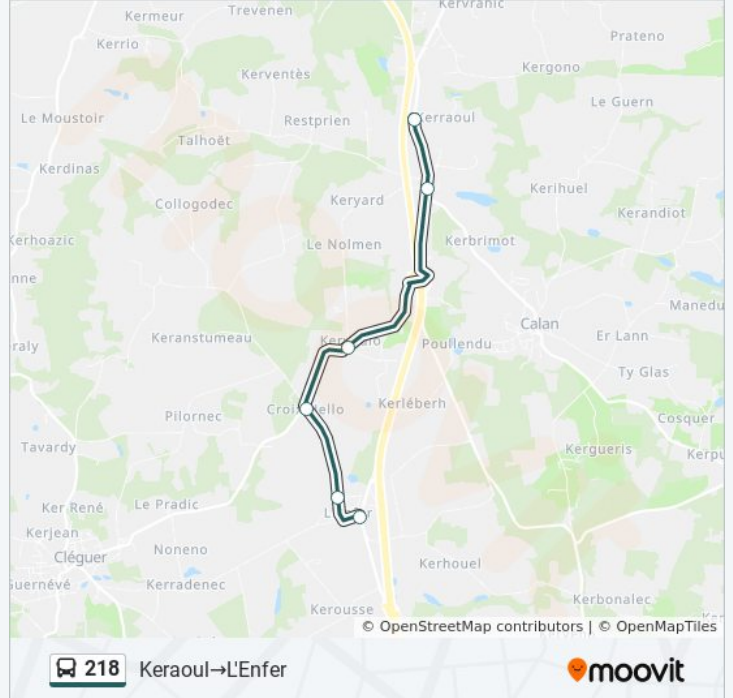 Kermeur
Trevenen
Kervranic
Kerrio
Prateno
Kerventès
Kergono
Le Guern
Le Moustoir
Restprien
Kerraoul
Talhoët
Kerdinas
Kerihuel
Collogodec
Keryard
Kerandiot
Kerhoazic
Le Nolmen
Kerbrimot
nne
Manedu
Calan
Keranstumeau
Er Lann
raly
Poullendu
Ty Glas
Kerléberh
Pilornec
Cosquer
Tavardy
Kergueris
Kerpu
Ker René
Le Pradic
Kerjean
Noneno
Cléguer
Kerhouel
Guernévé
Kerradenec
Kerbonalec
Kerousse
© OpenStreetMap contributors | © OpenMapTiles
218 Keraoul→L'Enfer
moovit